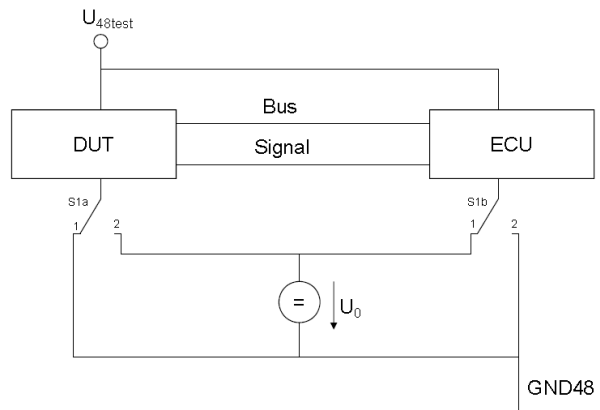 U48test
Bus
DUT
Signal
ECU
S1a
1
2
S1b
1
2
=
U0
GND48